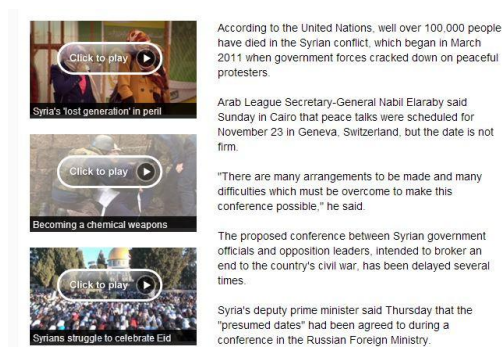 Click to play
Syria's 'lost generation' in peril
Click to play
Becoming a chemical weapons
Click to play
Syrians struggle to celebrate Eid
According to the United Nations, well over 100,000 people
have died in the Syrian conflict, which began in March
2011 when government forces cracked down on peaceful
protesters.
Arab League Secretary-General Nabil Elaraby said
Sunday in Cairo that peace talks were scheduled for
November 23 in Geneva, Switzerland, but the date is not
firm.
"There are many arrangements to be made and many
difficulties which must be overcome to make this
conference possible," he said.
The proposed conference between Syrian government
officials and opposition leaders, intended to broker an
end to the country's civil war, has been delayed several
times.
Syria's deputy prime minister said Thursday that the
"presumed dates" had been agreed to during a
conference in the Russian Foreign Ministry.